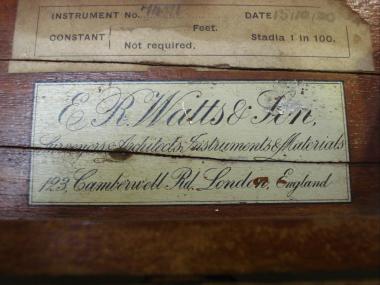 INSTRUMENT No. DATE
Feet.
CONSTANT Stadia 1 in 100.
Not required.
E. R. Watts & Son,
Surveyors & Architects, Instruments & Materials
123, Camberwell Rd, London, England